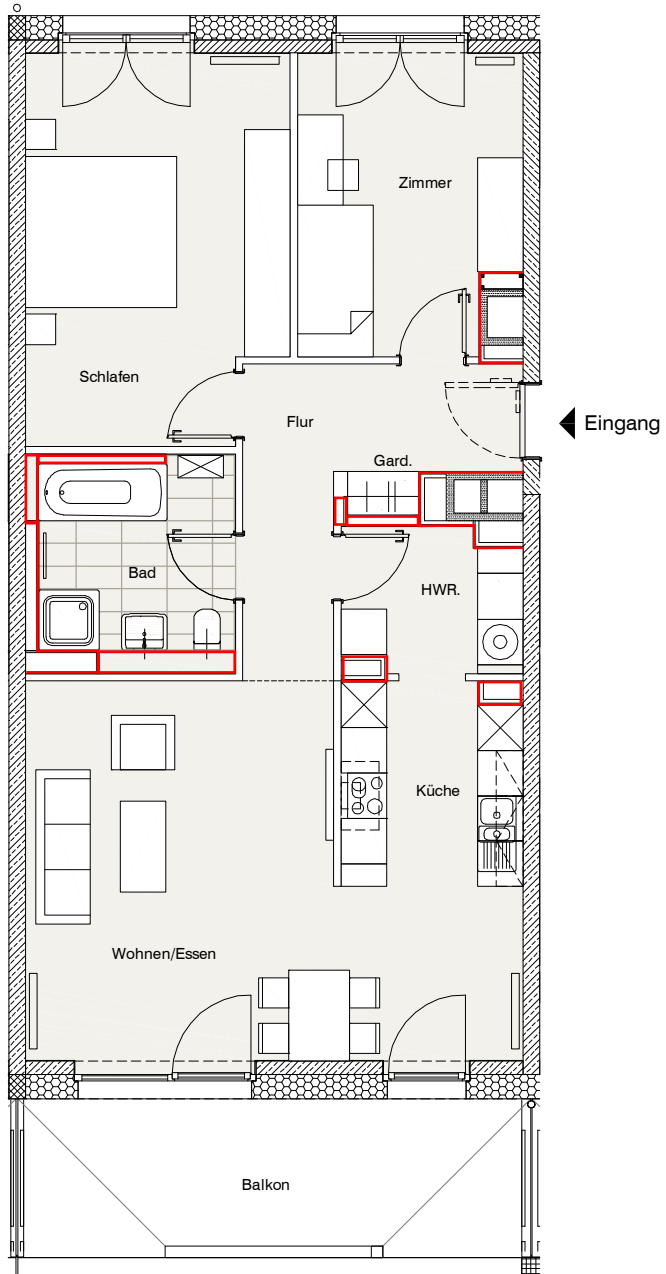 Zimmer
Schlafen
Flur
Eingang
Gard.
Bad
HWR.
Küche
Wohnen/Essen
Balkon